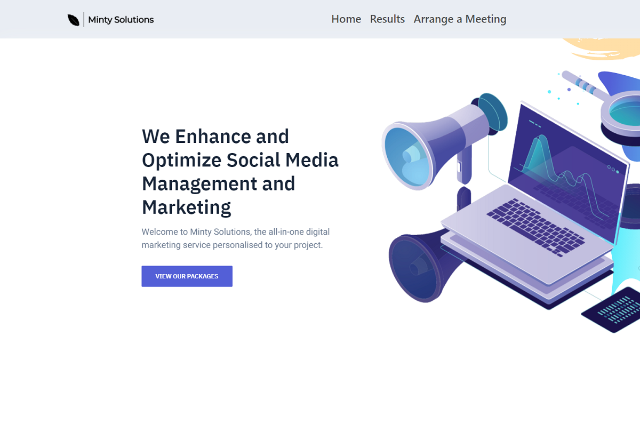 Minty Solutions
Home Results Arrange a Meeting
We Enhance and
Optimize Social Media
Management and
Marketing
Welcome to Minty Solutions, the all-in-one digital
marketing service personalised to your project.
VIEW OUR PACKAGES